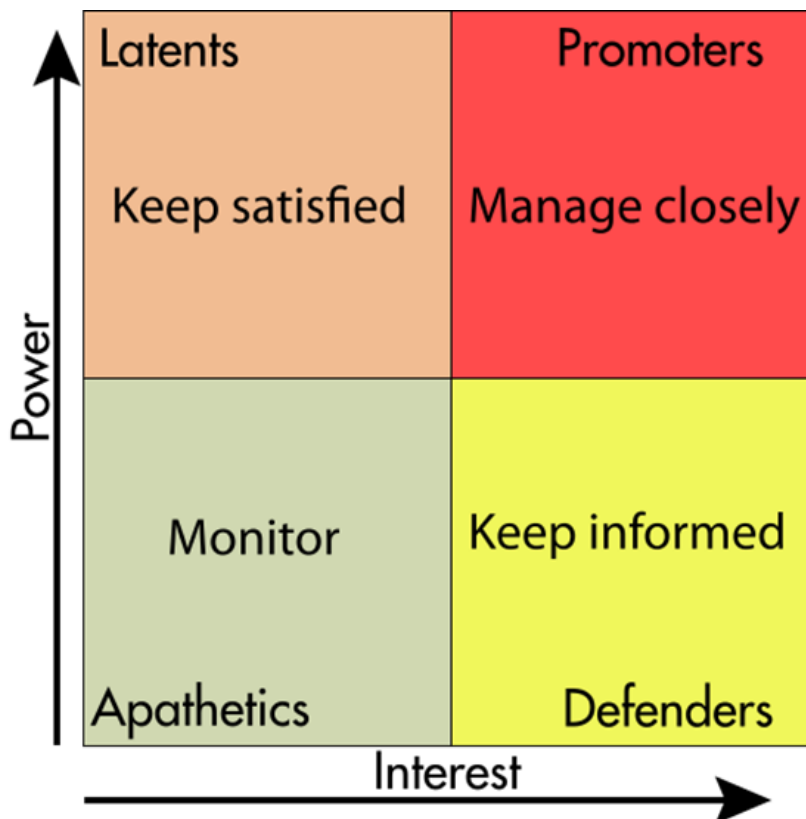 Latents
Promoters
Keep satisfied
Manage closely
Power
Monitor
Keep informed
Apathetics
Defenders
Interest